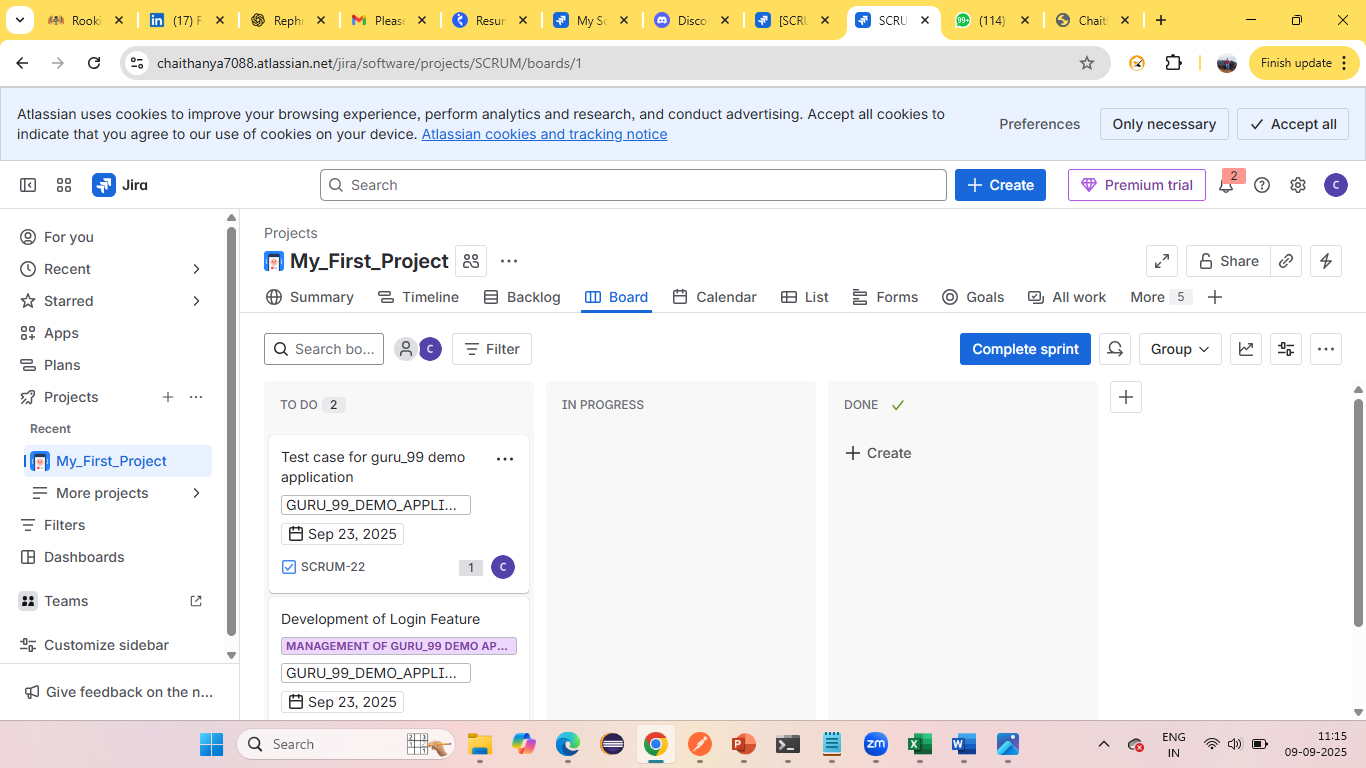 Rooki
(17) F
Rephr
Please
Resur
My Sc
Disco
[SCRU
SCRU
99+
(114)
Chaitl
chaithanya7088.atlassian.net/jira/software/projects/SCRUM/boards/1
Finish update
Atlassian uses cookies to improve your browsing experience, perform analytics and research, and conduct advertising. Accept all cookies to
indicate that you agree to our use of cookies on your device. Atlassian cookies and tracking notice
Preferences
Only necessary
Accept all
Jira
Search
Create
Premium trial
2
C
For you
Recent
Starred
Apps
Plans
Projects
Recent
My_First_Project
More projects
Filters
Dashboards
Teams
Customize sidebar
Give feedback on the n...
Projects
My_First_Project
Share
Summary
Timeline
Backlog
Board
Calendar
List
Forms
Goals
All work
More 5
Search bo...
C
Filter
Complete sprint
Group
TO DO 2
IN PROGRESS
DONE
Test case for guru_99 demo
application
GURU_99_DEMO_APPLI...
Sep 23, 2025
SCRUM-22
1
C
Development of Login Feature
MANAGEMENT OF GURU_99 DEMO AP...
GURU_99_DEMO_APPLI...
Sep 23, 2025
Create
Search
zm
ENG
IN
11:15
09-09-2025